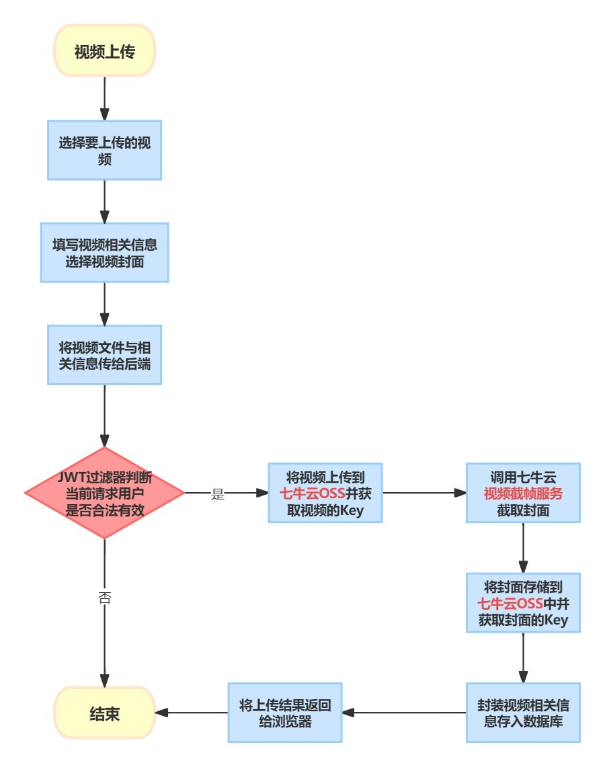 视频上传
选择要上传的视
频
填写视频相关信息
选择视频封面
将视频文件与相
关信息传给后端
JWT过滤器判断
当前请求用户
是否合法有效
是
将视频上传到
七牛云OSS并获
取视频的Key
调用七牛云
视频截帧服务
截取封面
将封面存储到
七牛云OSS中并
获取封面的Key
否
封装视频相关信
息存入数据库
将上传结果返回
给浏览器
结束